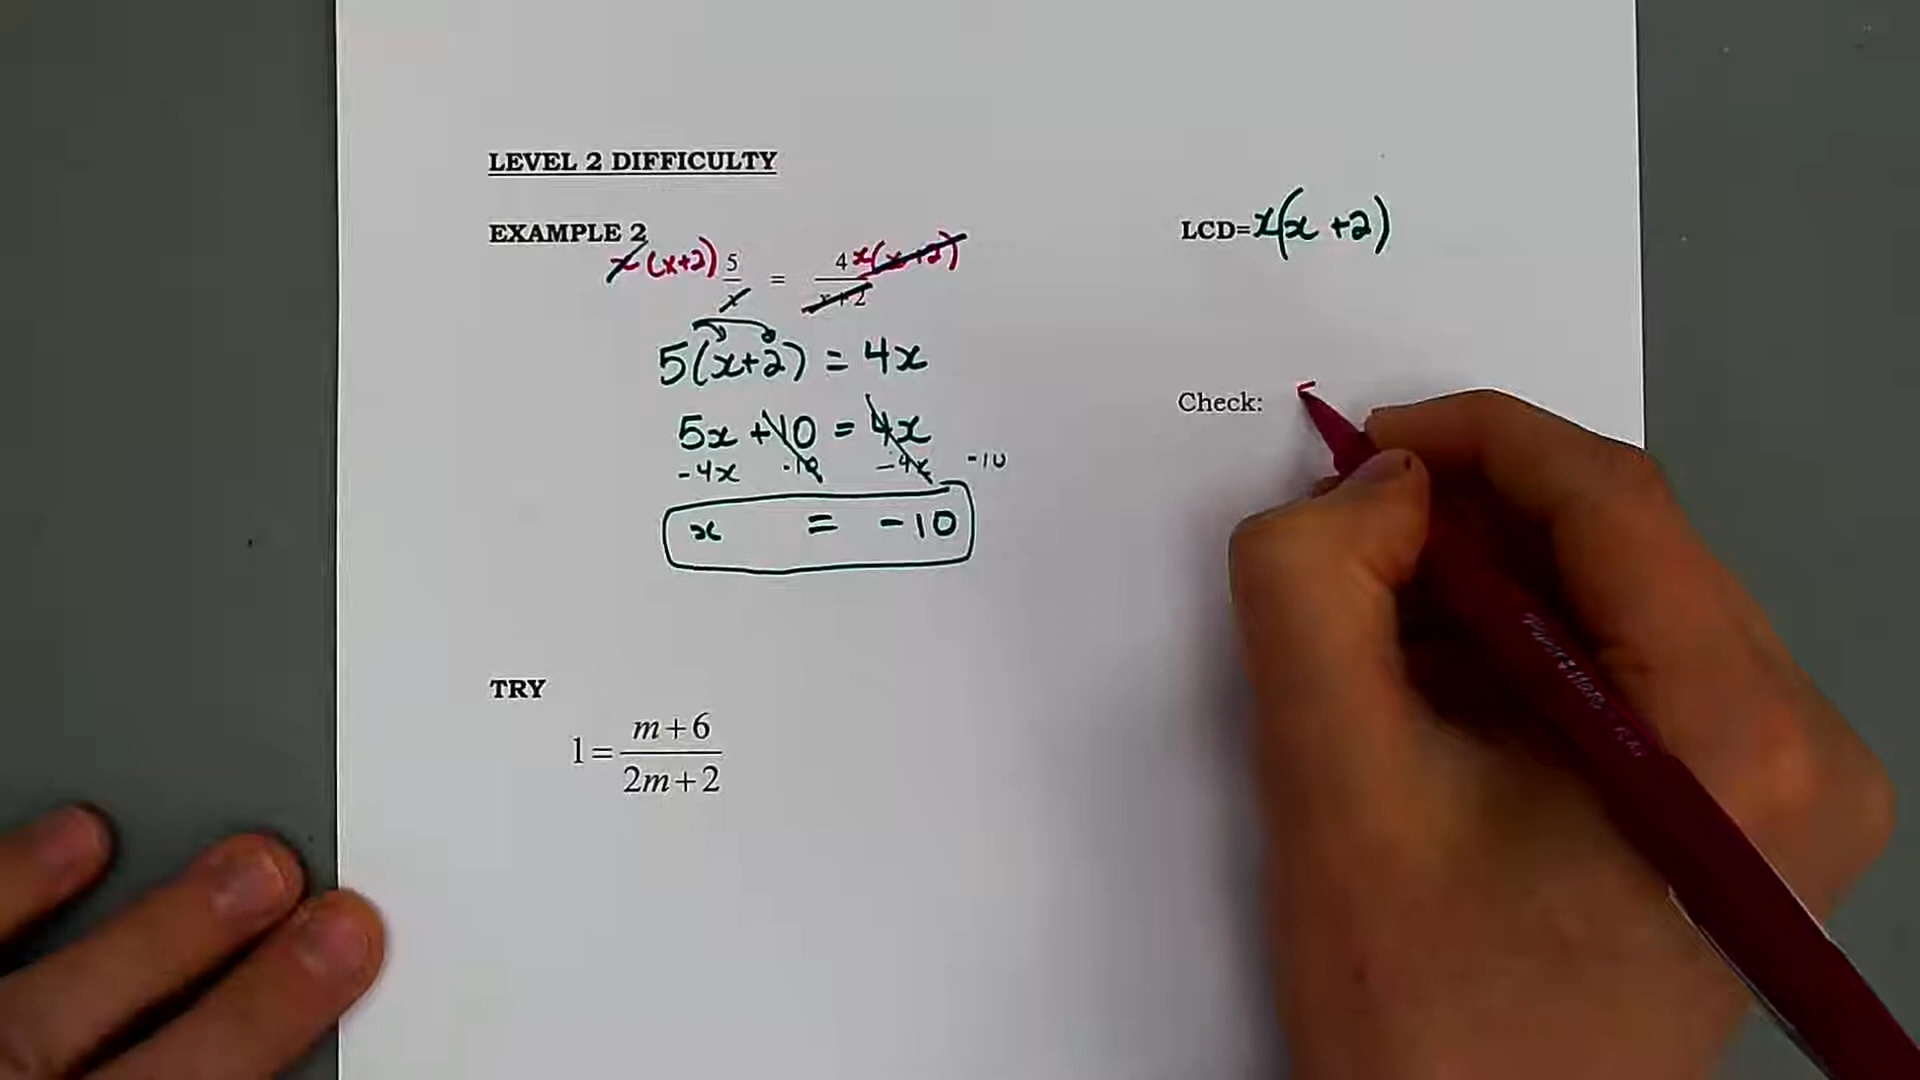 LEVEL 2 DIFFICULTY
EXAMPLE 2
LCD=x(x+2)
x(x+2) 5/x = 4/(x+2) x(x+2)
5(x+2) = 4x
Check:
5x +10 = 4x
-4x -10 -4x -10
x = -10
TRY
1 = (m+6)/(2m+2)